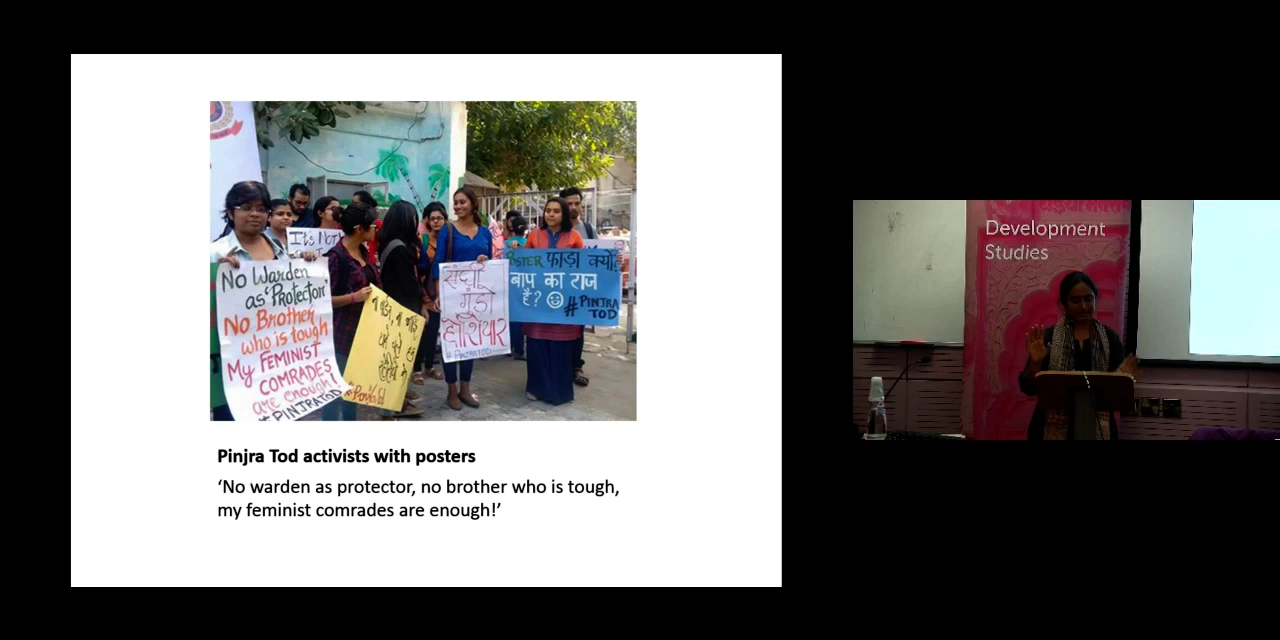 It's Not
No Warden
as 'Protector'
No Brother
who is tough
My FEMINIST
COMRADES
are enough!
#PINJRATOD
#PinjraTod
संघी
गुंडो
होशियार
#PINJRATOD
POSTER फाड़ा क्यों
बाप का राज
है?
#PINJRA
TOD
Pinjra Tod activists with posters
‘No warden as protector, no brother who is tough,
my feminist comrades are enough!’
Development
Studies